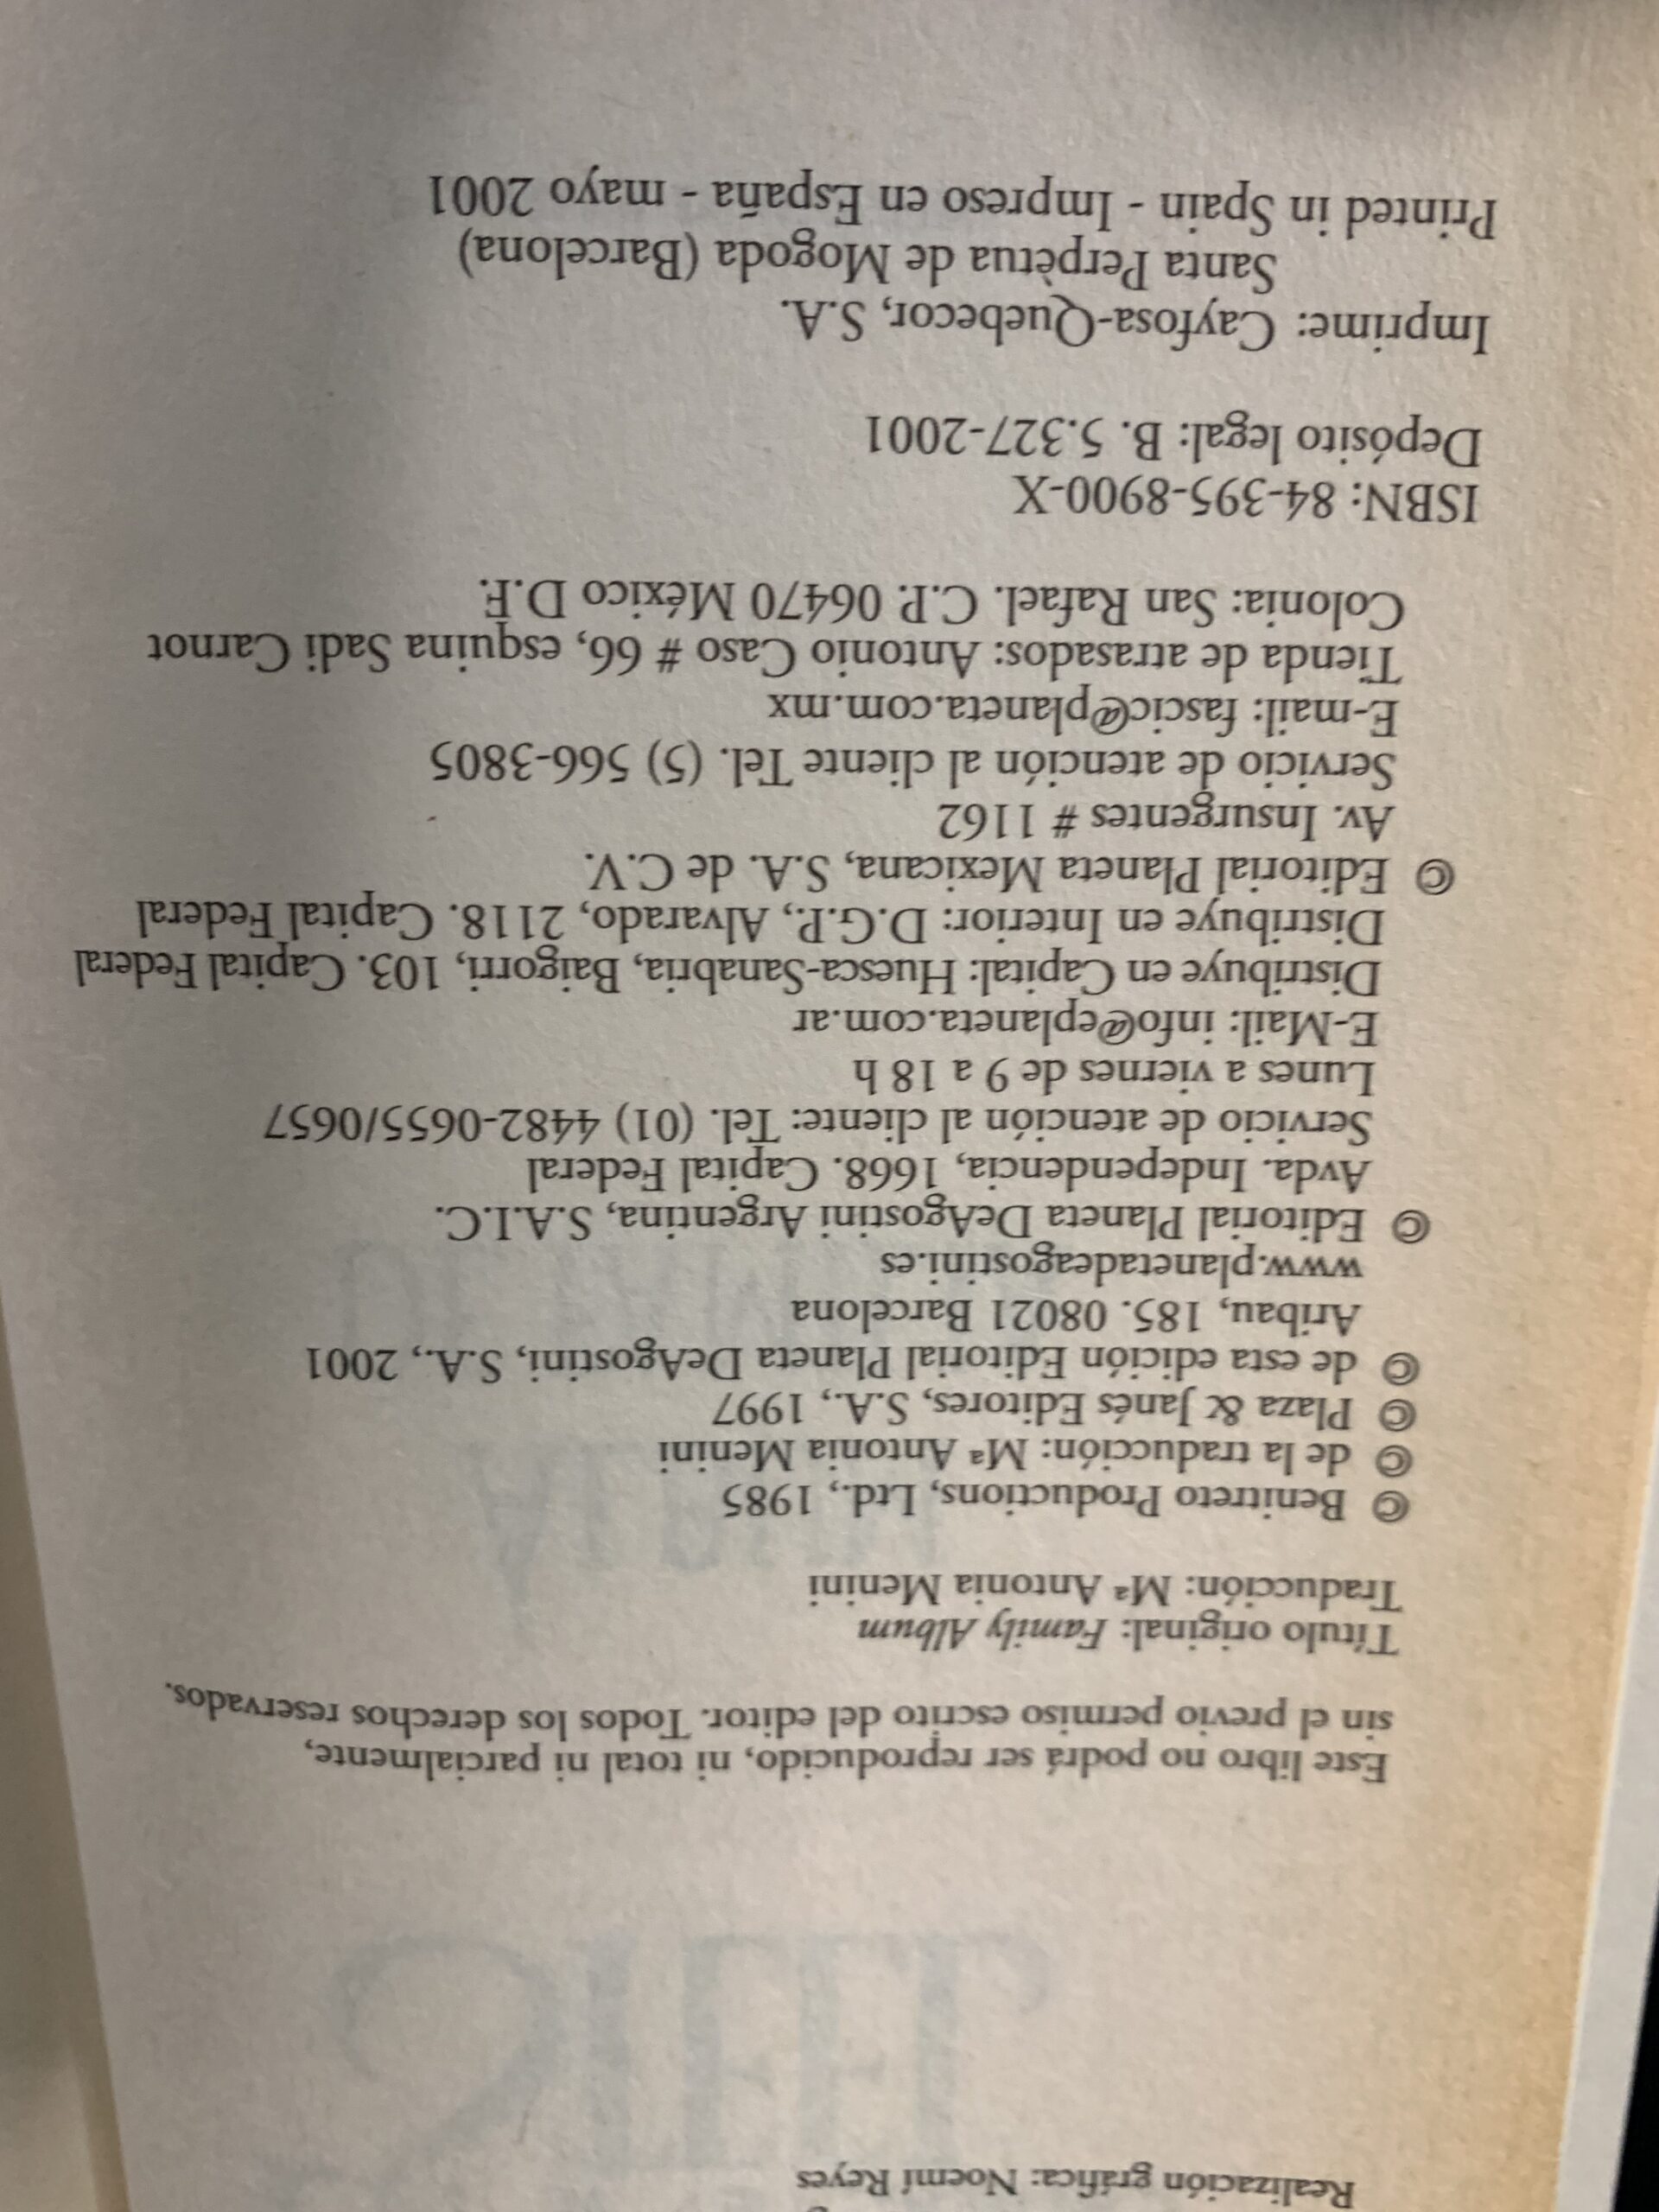 Realización gráfica: Noemí Reyes
Este libro no podrá ser reproducido, ni total ni parcialmente,
sin el previo permiso escrito del editor. Todos los derechos reservados.
Título original: Family Album
Traducción: Mª Antonia Menini
© Benitreto Productions, Ltd., 1985
© de la traducción: Mª Antonia Menini
© Plaza & Janés Editores, S.A., 1997
© de esta edición Editorial Planeta DeAgostini, S.A., 2001
Aribau, 185. 08021 Barcelona
www.planetadeagostini.es
© Editorial Planeta DeAgostini Argentina, S.A.I.C.
Avda. Independencia, 1668. Capital Federal
Servicio de atención al cliente: Tel. (01) 4482-0655/0657
Lunes a viernes de 9 a 18 h
E-Mail: info@eplaneta.com.ar
Distribuye en Capital: Huesca-Sanabria, Baigorri, 103. Capital Federal
Distribuye en Interior: D.G.P., Alvarado, 2118. Capital Federal
© Editorial Planeta Mexicana, S.A. de C.V.
Av. Insurgentes # 1162
Servicio de atención al cliente Tel. (5) 566-3805
E-mail: fascic@planeta.com.mx
Tienda de atrasados: Antonio Caso # 66, esquina Sadi Carnot
Colonia: San Rafael. C.P. 06470 México D.F.
ISBN: 84-395-8900-X
Depósito legal: B. 5.327-2001
Imprime: Cayfosa-Quebecor, S.A.
Santa Perpètua de Mogoda (Barcelona)
Printed in Spain - Impreso en España - mayo 2001